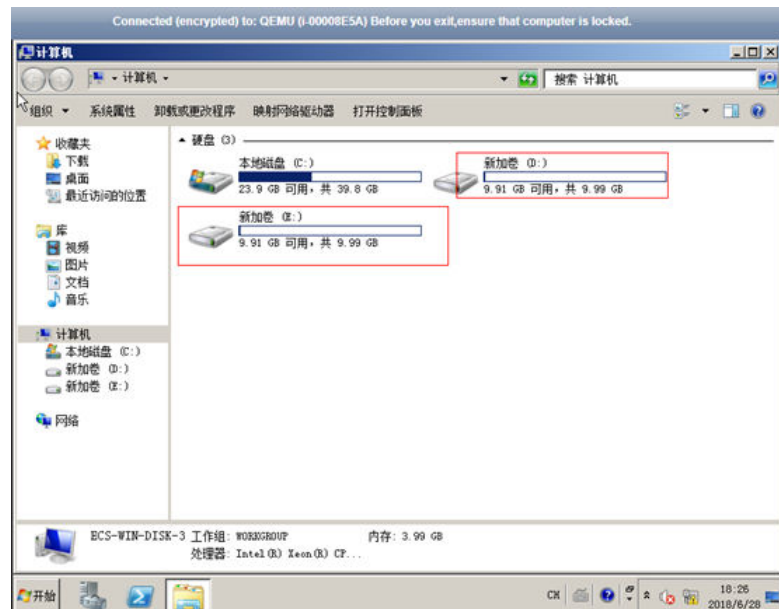 Connected (encrypted) to: QEMU (i-00008E5A) Before you exit,ensure that computer is locked.
计算机
计算机
搜索 计算机
组织 系统属性 卸载或更改程序 映射网络驱动器 打开控制面板
收藏夹
下载
桌面
最近访问的位置
库
视频
图片
文档
音乐
计算机
本地磁盘 (C:)
新加卷 (D:)
新加卷 (E:)
网络
硬盘 (3)
本地磁盘 (C:)
23.9 GB 可用，共 39.8 GB
新加卷 (D:)
9.91 GB 可用，共 9.99 GB
新加卷 (E:)
9.91 GB 可用，共 9.99 GB
ECS-WIN-DISK-3 工作组: WORKGROUP 内存: 3.99 GB
处理器: Intel(R) Xeon(R) CP...
开始
CH
18:26
2018/6/28